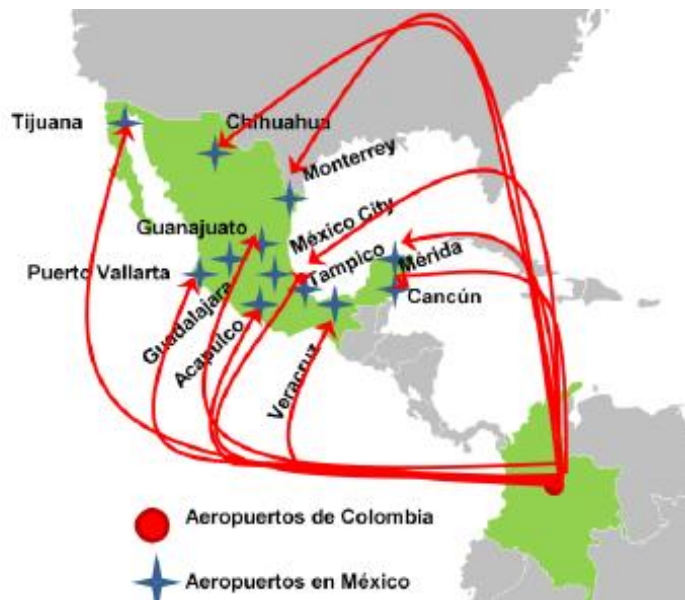 Tijuana
Chihuahua
Monterrey
Guanajuato
México City
Puerto Vallarta
Tampico
Mérida
Cancún
Guadalajara
Acapulco
Veracruz
Aeropuertos de Colombia
Aeropuertos en México